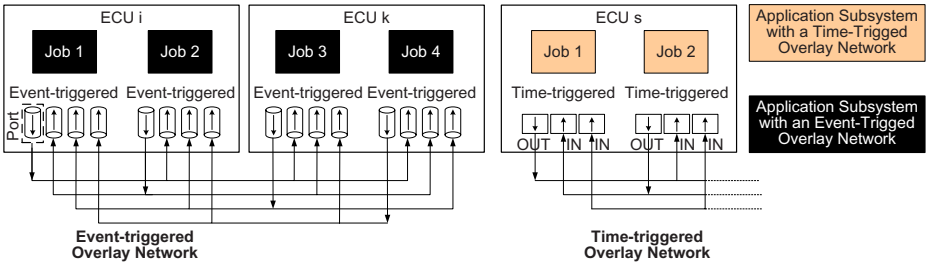 ECU i
Job 1
Job 2
Event-triggered
Event-triggered
Port
ECU k
Job 3
Job 4
Event-triggered
Event-triggered
ECU s
Job 1
Job 2
Time-triggered
Time-triggered
OUT IN IN
OUT IN IN
Application Subsystem
with a Time-Trigged
Overlay Network
Application Subsystem
with an Event-Trigged
Overlay Network
Event-triggered
Overlay Network
Time-triggered
Overlay Network